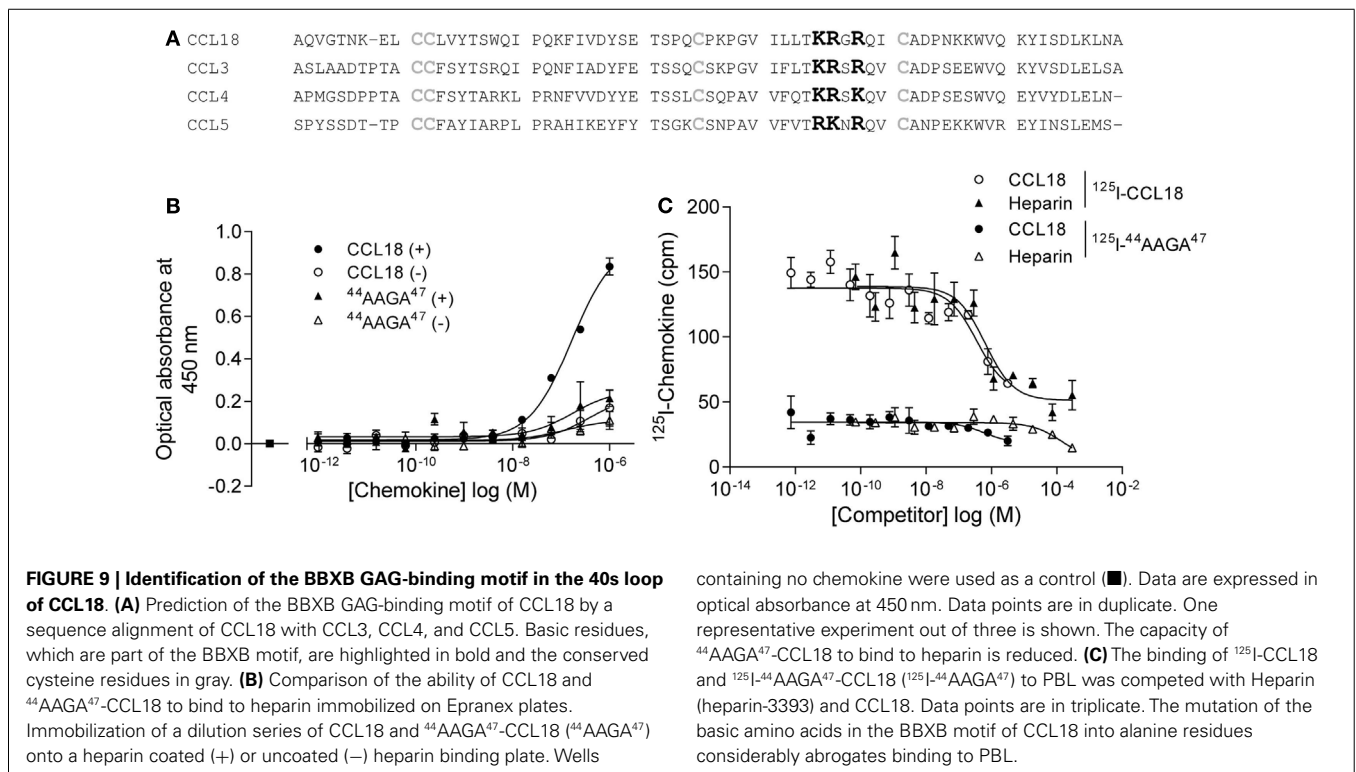 A CCL18 AQVGTNK-EL CCLVYTSWQI PQKFIVDYSE TSPQCPKPGV ILLTKRGRQI CADPNKKWVQ KYISDLKLNA
CCL3 ASLAADTPTA CCFSYTSRQI PQNFIADYFE TSSQCSKPGV IFLTKRSRQV CADPSEEWVQ KYVSDLELSA
CCL4 APMGSDPPTA CCFSYTARKL PRNFVVDYYE TSSLCSQPAV VFQTKRSKQV CADPSESWVQ EYVYDLELN-
CCL5 SPYSSDT-TP CCFAYIARPL PRAHIKEYFY TSGKCSNPAV VFVTRKNRQV CANPEKKWVR EYINSLEMS-
B
1.0
0.8
0.6
0.4
0.2
0.0
-0.2
Optical absorbance at
450 nm
CCL18 (+)
CCL18 (-)
⁴⁴AAGA⁴⁷ (+)
⁴⁴AAGA⁴⁷ (-)
10⁻¹² 10⁻¹⁰ 10⁻⁸ 10⁻⁶
[Chemokine] log (M)
C
CCL18
Heparin
¹²⁵I-CCL18
CCL18
Heparin
¹²⁵I-⁴⁴AAGA⁴⁷
200
150
100
50
0
¹²⁵I-Chemokine (cpm)
10⁻¹⁴ 10⁻¹² 10⁻¹⁰ 10⁻⁸ 10⁻⁶ 10⁻⁴ 10⁻²
[Competitor] log (M)
FIGURE 9 | Identification of the BBXB GAG-binding motif in the 40s loop
of CCL18. (A) Prediction of the BBXB GAG-binding motif of CCL18 by a
sequence alignment of CCL18 with CCL3, CCL4, and CCL5. Basic residues,
which are part of the BBXB motif, are highlighted in bold and the conserved
cysteine residues in gray. (B) Comparison of the ability of CCL18 and
⁴⁴AAGA⁴⁷-CCL18 to bind to heparin immobilized on Epranex plates.
Immobilization of a dilution series of CCL18 and ⁴⁴AAGA⁴⁷-CCL18 (⁴⁴AAGA⁴⁷)
onto a heparin coated (+) or uncoated (−) heparin binding plate. Wells
containing no chemokine were used as a control (■). Data are expressed in
optical absorbance at 450 nm. Data points are in duplicate. One
representative experiment out of three is shown. The capacity of
⁴⁴AAGA⁴⁷-CCL18 to bind to heparin is reduced. (C) The binding of ¹²⁵I-CCL18
and ¹²⁵I-⁴⁴AAGA⁴⁷-CCL18 (¹²⁵I-⁴⁴AAGA⁴⁷) to PBL was competed with Heparin
(heparin-3393) and CCL18. Data points are in triplicate. The mutation of the
basic amino acids in the BBXB motif of CCL18 into alanine residues
considerably abrogates binding to PBL.